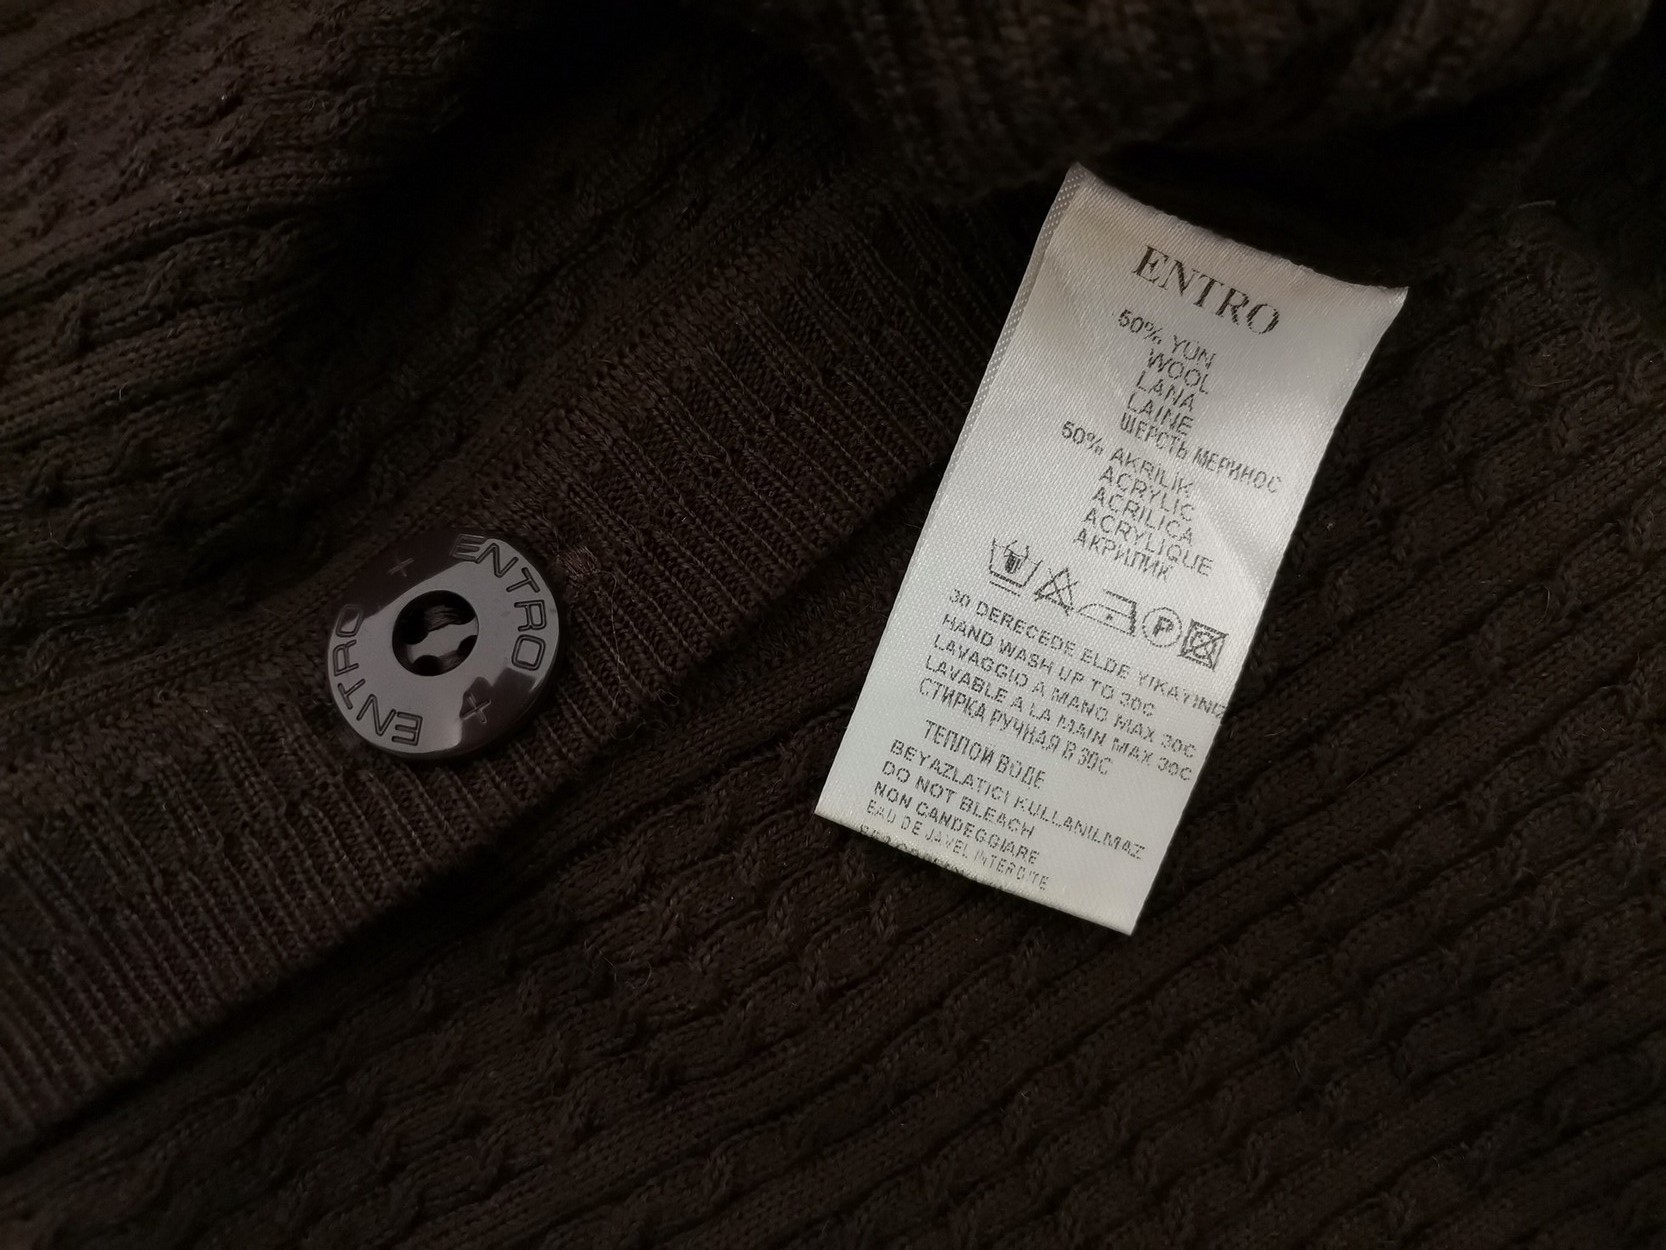 ENTRO
50% YÜN
WOOL
LANA
LAINE
ШЕРСТЬ МЕРИНОС
50% AKRİLİK
ACRYLIC
ACRILICA
ACRYLIQUE
АКРИЛИК
P
30 DERECEDE ELDE YIKAYINIZ
HAND WASH UP TO 30C
LAVAGGIO A MANO MAX 30C
LAVABLE A LA MAIN MAX 30C
СТИРКА РУЧНАЯ В 30С
ТЕПЛОЙ ВОДЕ
BEYAZLATICI KULLANILMAZ
DO NOT BLEACH
NON CANDEGGIARE
EAU DE JAVEL INTERDITE
ENTRO
ENTRO